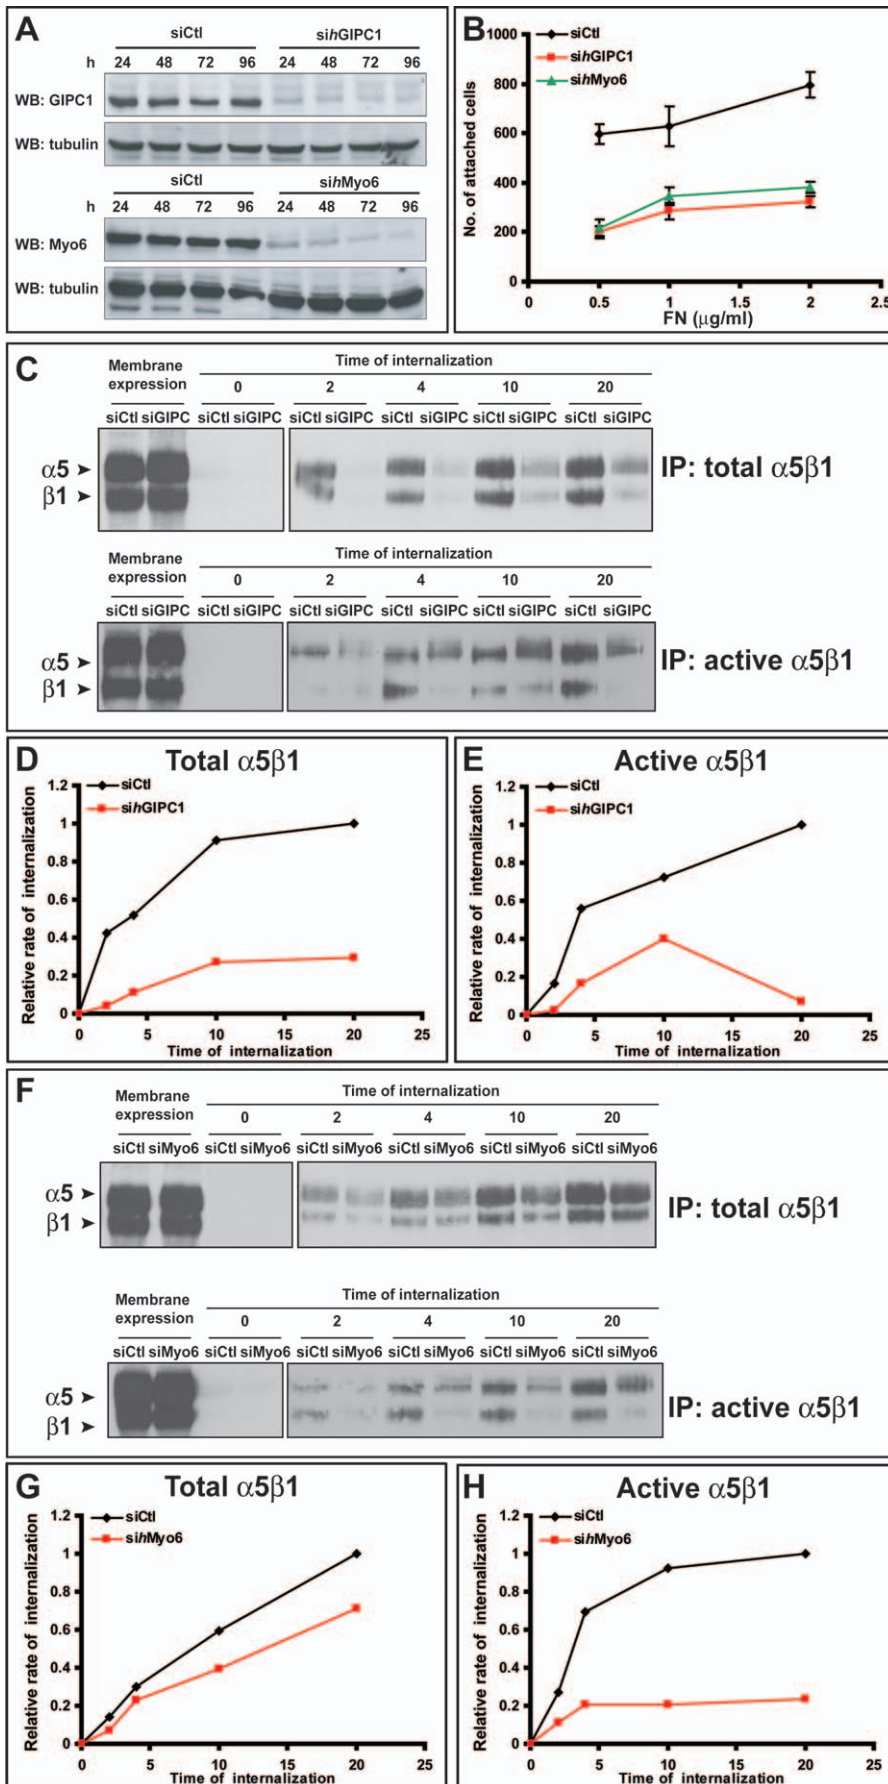 A
siCtl sihGIPC1
h 24 48 72 96 24 48 72 96
WB: GIPC1
WB: tubulin
siCtl sihMyo6
h 24 48 72 96 24 48 72 96
WB: Myo6
WB: tubulin
B
siCtl
sihGIPC1
sihMyo6
No. of attached cells
1000
800
600
400
200
0
0 0.5 1 1.5 2 2.5
FN (μg/ml)
C
Membrane expression
Time of internalization
0 2 4 10 20
siCtl siGIPC siCtl siGIPC siCtl siGIPC siCtl siGIPC siCtl siGIPC siCtl siGIPC
α5
β1
IP: total α5β1
Membrane expression
Time of internalization
0 2 4 10 20
siCtl siGIPC siCtl siGIPC siCtl siGIPC siCtl siGIPC siCtl siGIPC siCtl siGIPC
α5
β1
IP: active α5β1
D Total α5β1
siCtl
sihGIPC1
Relative rate of internalization
1.2
1
0.8
0.6
0.4
0.2
0
0 5 10 15 20 25
Time of internalization
E Active α5β1
siCtl
sihGIPC1
Relative rate of internalization
1.2
1
0.8
0.6
0.4
0.2
0
0 5 10 15 20 25
Time of internalization
F
Membrane expression
Time of internalization
0 2 4 10 20
siCtl siMyo6 siCtl siMyo6 siCtl siMyo6 siCtl siMyo6 siCtl siMyo6 siCtl siMyo6
α5
β1
IP: total α5β1
Membrane expression
Time of internalization
0 2 4 10 20
siCtl siMyo6 siCtl siMyo6 siCtl siMyo6 siCtl siMyo6 siCtl siMyo6 siCtl siMyo6
α5
β1
IP: active α5β1
G Total α5β1
siCtl
sihMyo6
Relative rate of internalization
1.2
1
0.8
0.6
0.4
0.2
0
0 5 10 15 20 25
Time of internalization
H Active α5β1
siCtl
sihMyo6
Relative rate of internalization
1.2
1
0.8
0.6
0.4
0.2
0
0 5 10 15 20 25
Time of internalization